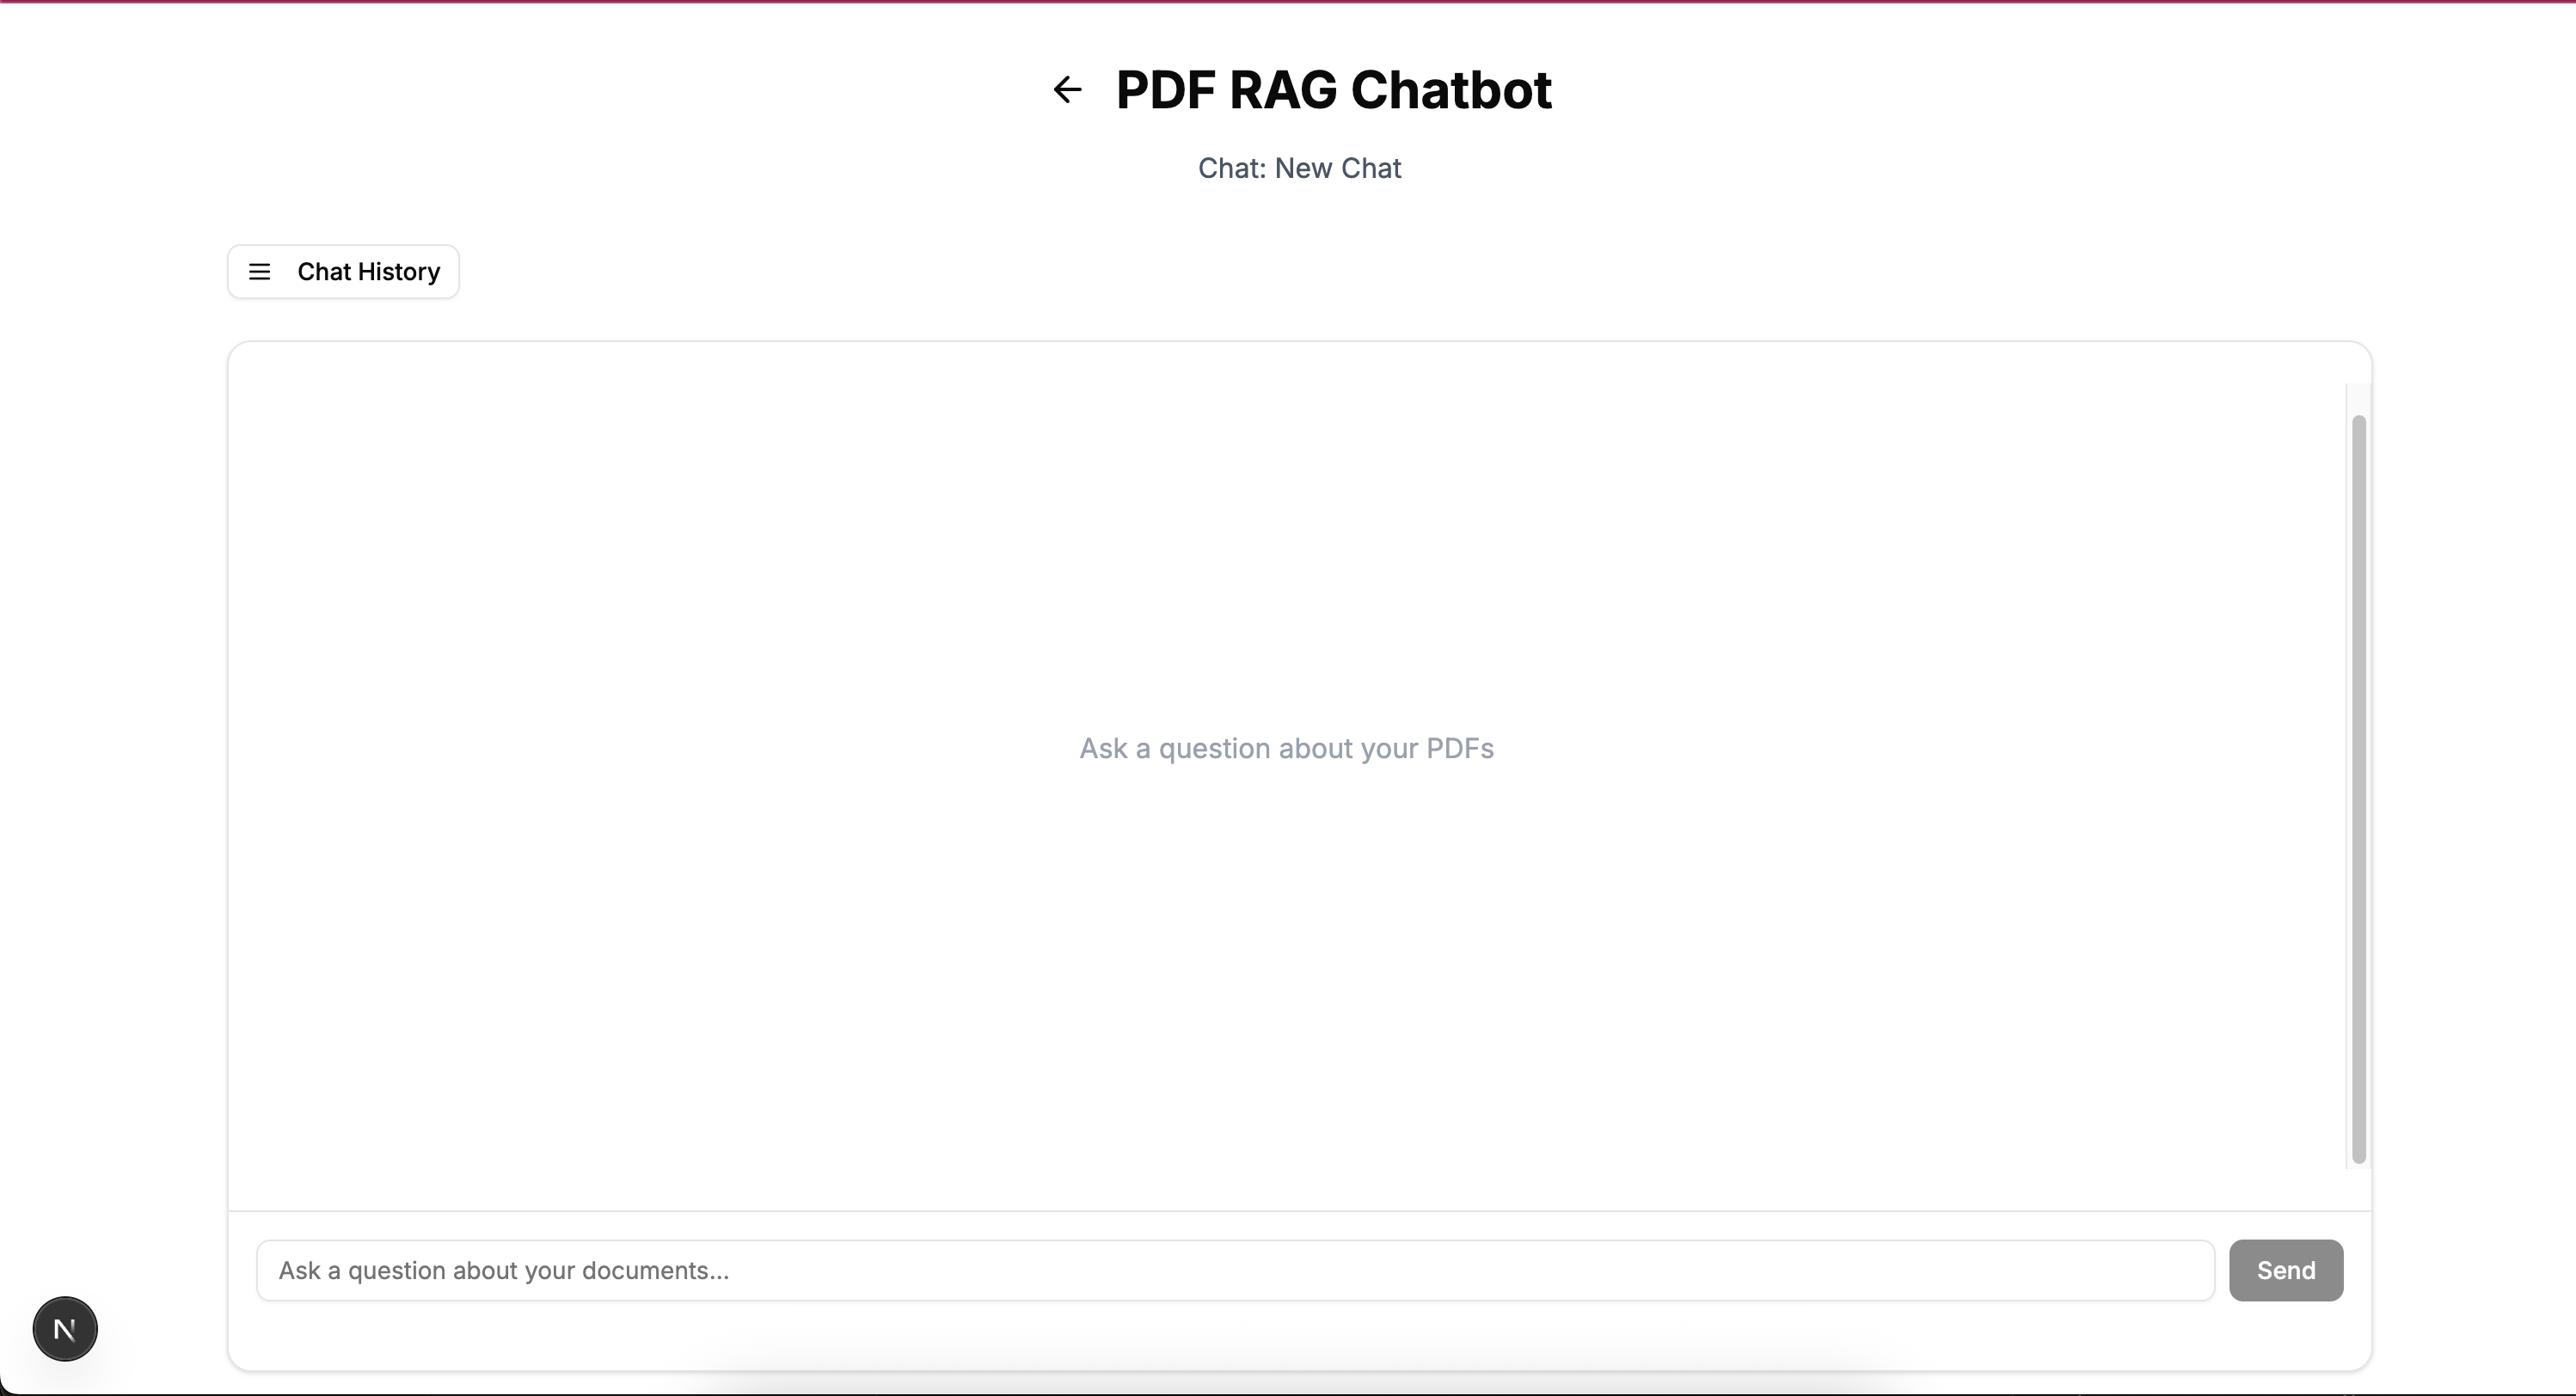 PDF RAG Chatbot
Chat: New Chat
Chat History
Ask a question about your PDFs
Ask a question about your documents...
Send
N